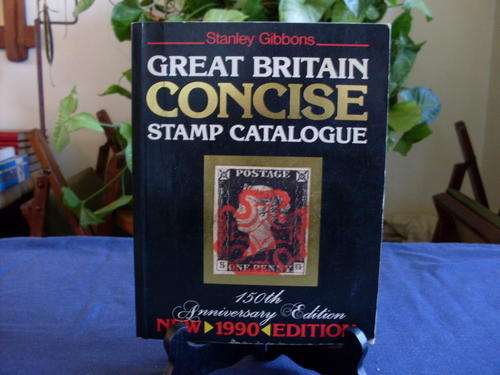 Stanley Gibbons
GREAT BRITAIN
CONCISE
STAMP CATALOGUE
POSTAGE
S ONE PENNY G
150th
Anniversary Edition
NEW 1990 EDITION